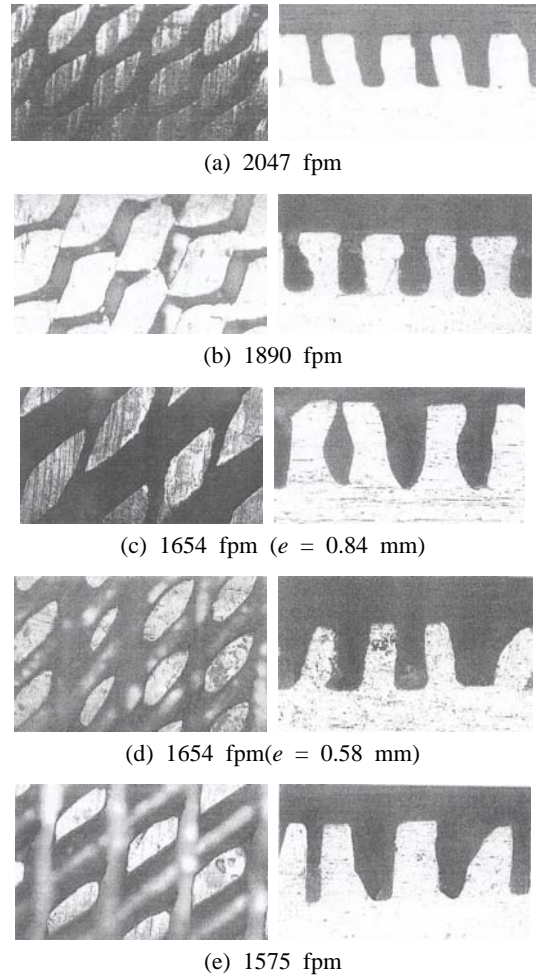 (a) 2047 fpm
(b) 1890 fpm
(c) 1654 fpm (e = 0.84 mm)
(d) 1654 fpm(e = 0.58 mm)
(e) 1575 fpm